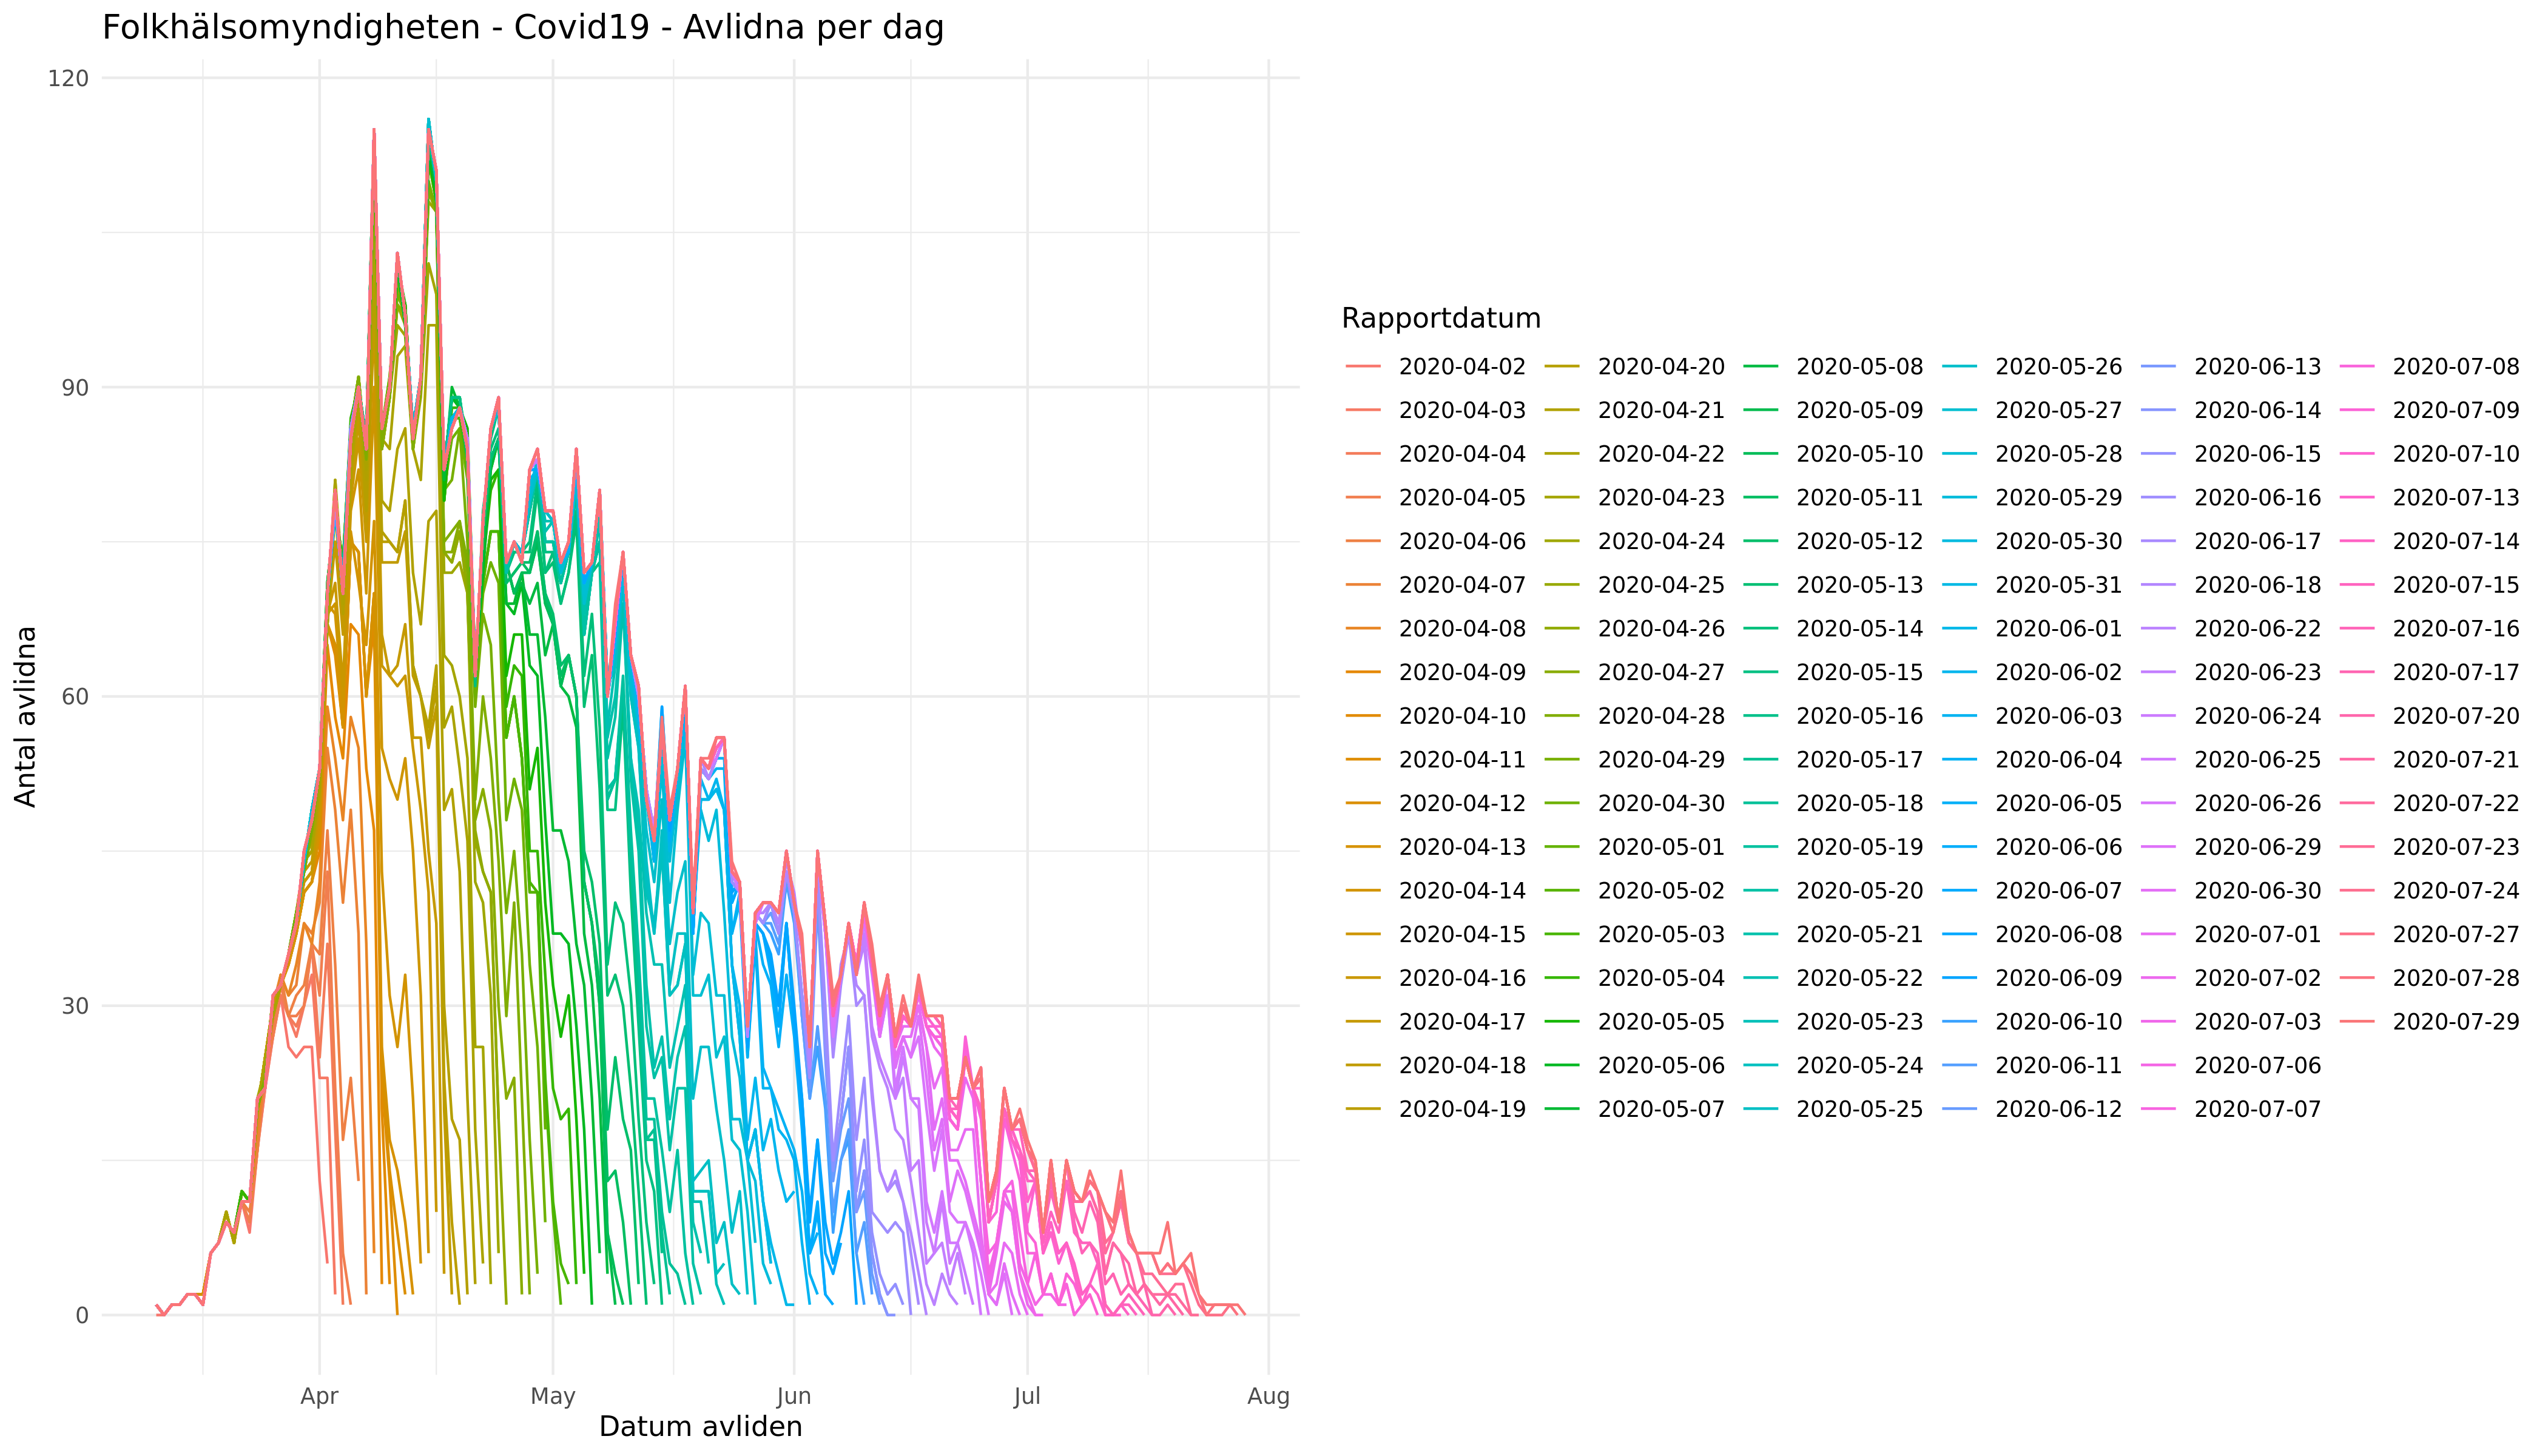 Folkhälsomyndigheten - Covid19 - Avlidna per dag
120
90
60
30
0
Antal avlidna
Apr May Jun Jul Aug
Datum avliden
Rapportdatum
2020-04-02 2020-04-20 2020-05-08 2020-05-26 2020-06-13 2020-07-08
2020-04-03 2020-04-21 2020-05-09 2020-05-27 2020-06-14 2020-07-09
2020-04-04 2020-04-22 2020-05-10 2020-05-28 2020-06-15 2020-07-10
2020-04-05 2020-04-23 2020-05-11 2020-05-29 2020-06-16 2020-07-13
2020-04-06 2020-04-24 2020-05-12 2020-05-30 2020-06-17 2020-07-14
2020-04-07 2020-04-25 2020-05-13 2020-05-31 2020-06-18 2020-07-15
2020-04-08 2020-04-26 2020-05-14 2020-06-01 2020-06-22 2020-07-16
2020-04-09 2020-04-27 2020-05-15 2020-06-02 2020-06-23 2020-07-17
2020-04-10 2020-04-28 2020-05-16 2020-06-03 2020-06-24 2020-07-20
2020-04-11 2020-04-29 2020-05-17 2020-06-04 2020-06-25 2020-07-21
2020-04-12 2020-04-30 2020-05-18 2020-06-05 2020-06-26 2020-07-22
2020-04-13 2020-05-01 2020-05-19 2020-06-06 2020-06-29 2020-07-23
2020-04-14 2020-05-02 2020-05-20 2020-06-07 2020-06-30 2020-07-24
2020-04-15 2020-05-03 2020-05-21 2020-06-08 2020-07-01 2020-07-27
2020-04-16 2020-05-04 2020-05-22 2020-06-09 2020-07-02 2020-07-28
2020-04-17 2020-05-05 2020-05-23 2020-06-10 2020-07-03 2020-07-29
2020-04-18 2020-05-06 2020-05-24 2020-06-11 2020-07-06
2020-04-19 2020-05-07 2020-05-25 2020-06-12 2020-07-07